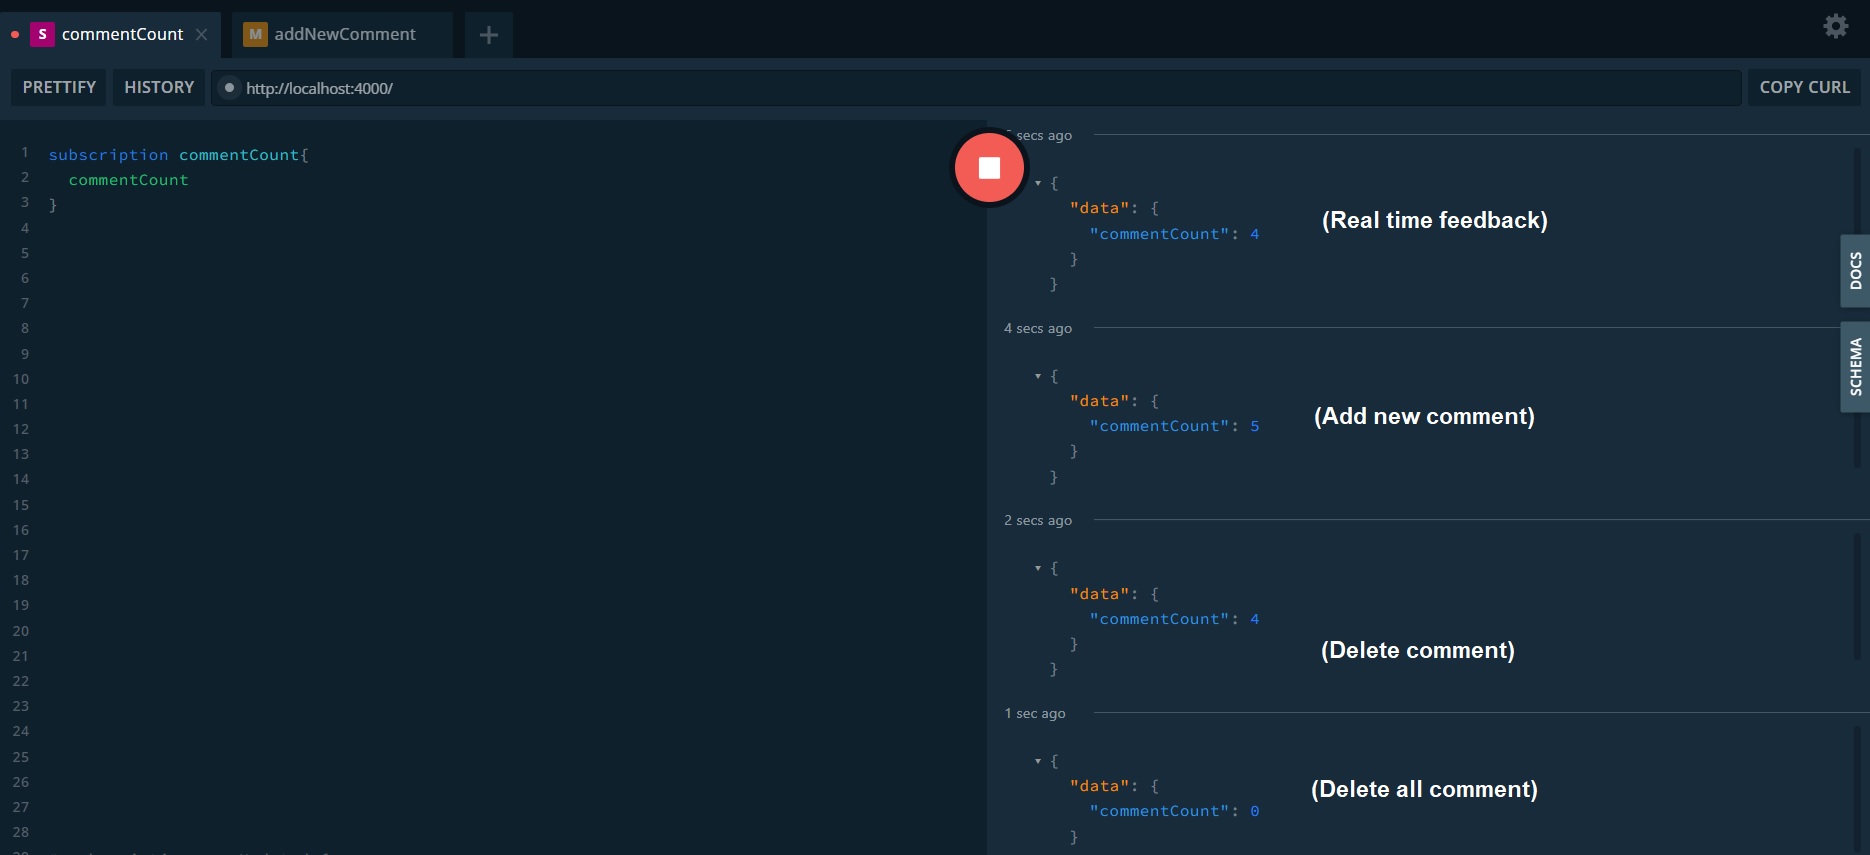 S commentCount ×
M addNewComment
+
PRETTIFY
HISTORY
http://localhost:4000/
COPY CURL
1 subscription commentCount{
2 commentCount
3 }
4
5
6
7
8
9
10
11
12
13
14
15
16
17
18
19
20
21
22
23
24
25
26
27
28
secs ago
{
"data": {
"commentCount": 4
}
}
(Real time feedback)
4 secs ago
{
"data": {
"commentCount": 5
}
}
(Add new comment)
2 secs ago
{
"data": {
"commentCount": 4
}
}
(Delete comment)
1 sec ago
{
"data": {
"commentCount": 0
}
(Delete all comment)
DOCS
SCHEMA